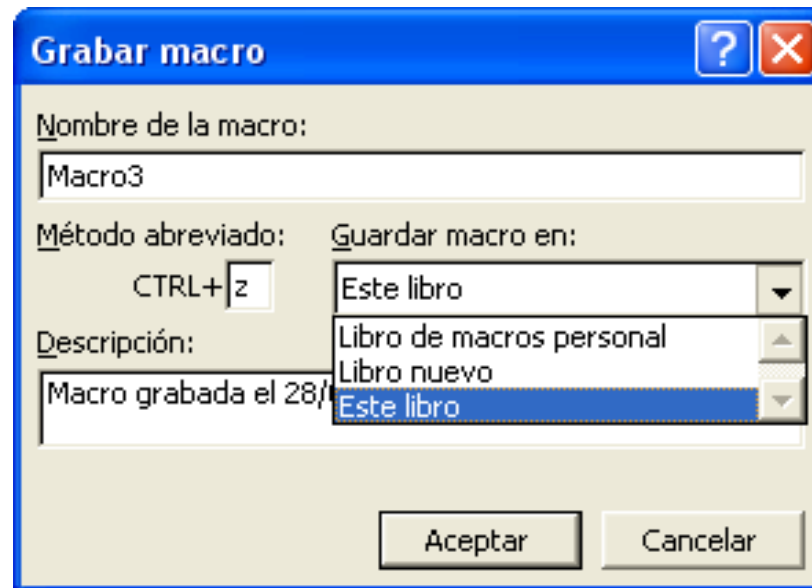 Grabar macro
Nombre de la macro:
Macro3
Método abreviado: Guardar macro en:
CTRL+ z Este libro
Libro de macros personal
Descripción:
Libro nuevo
Macro grabada el 28/
Este libro
Aceptar Cancelar